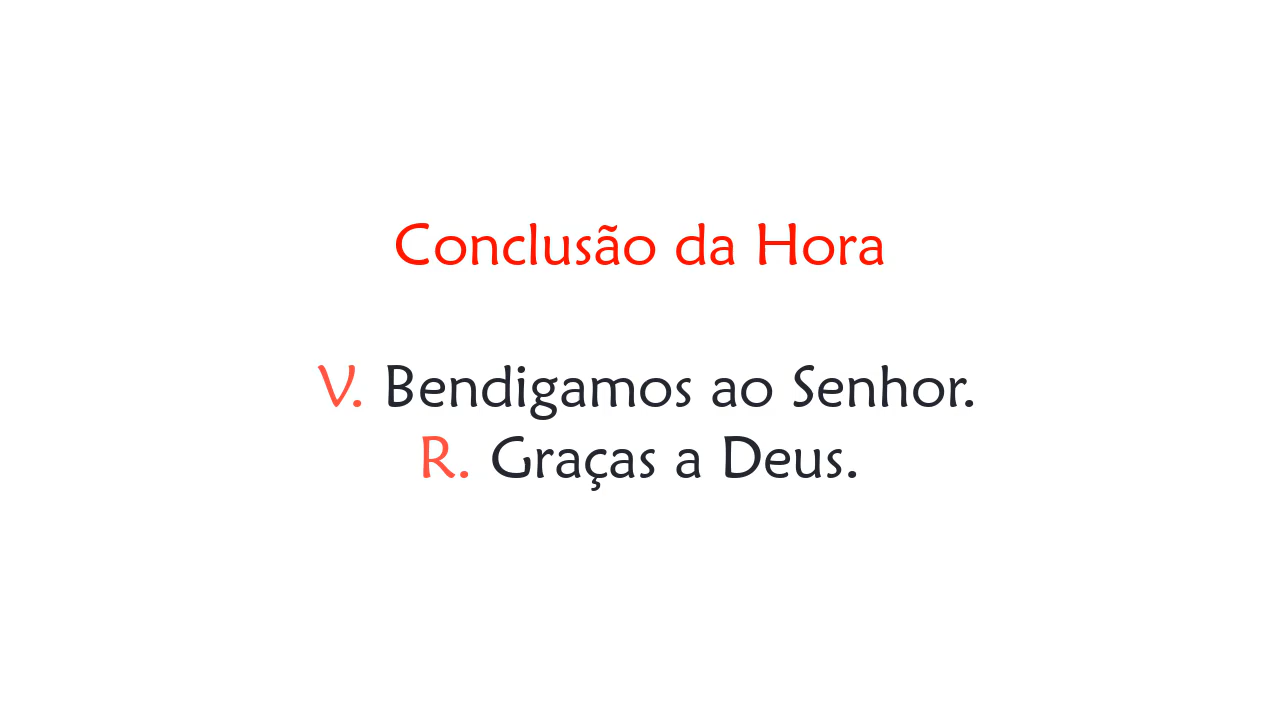 Conclusão da Hora
V. Bendigamos ao Senhor.
R. Graças a Deus.